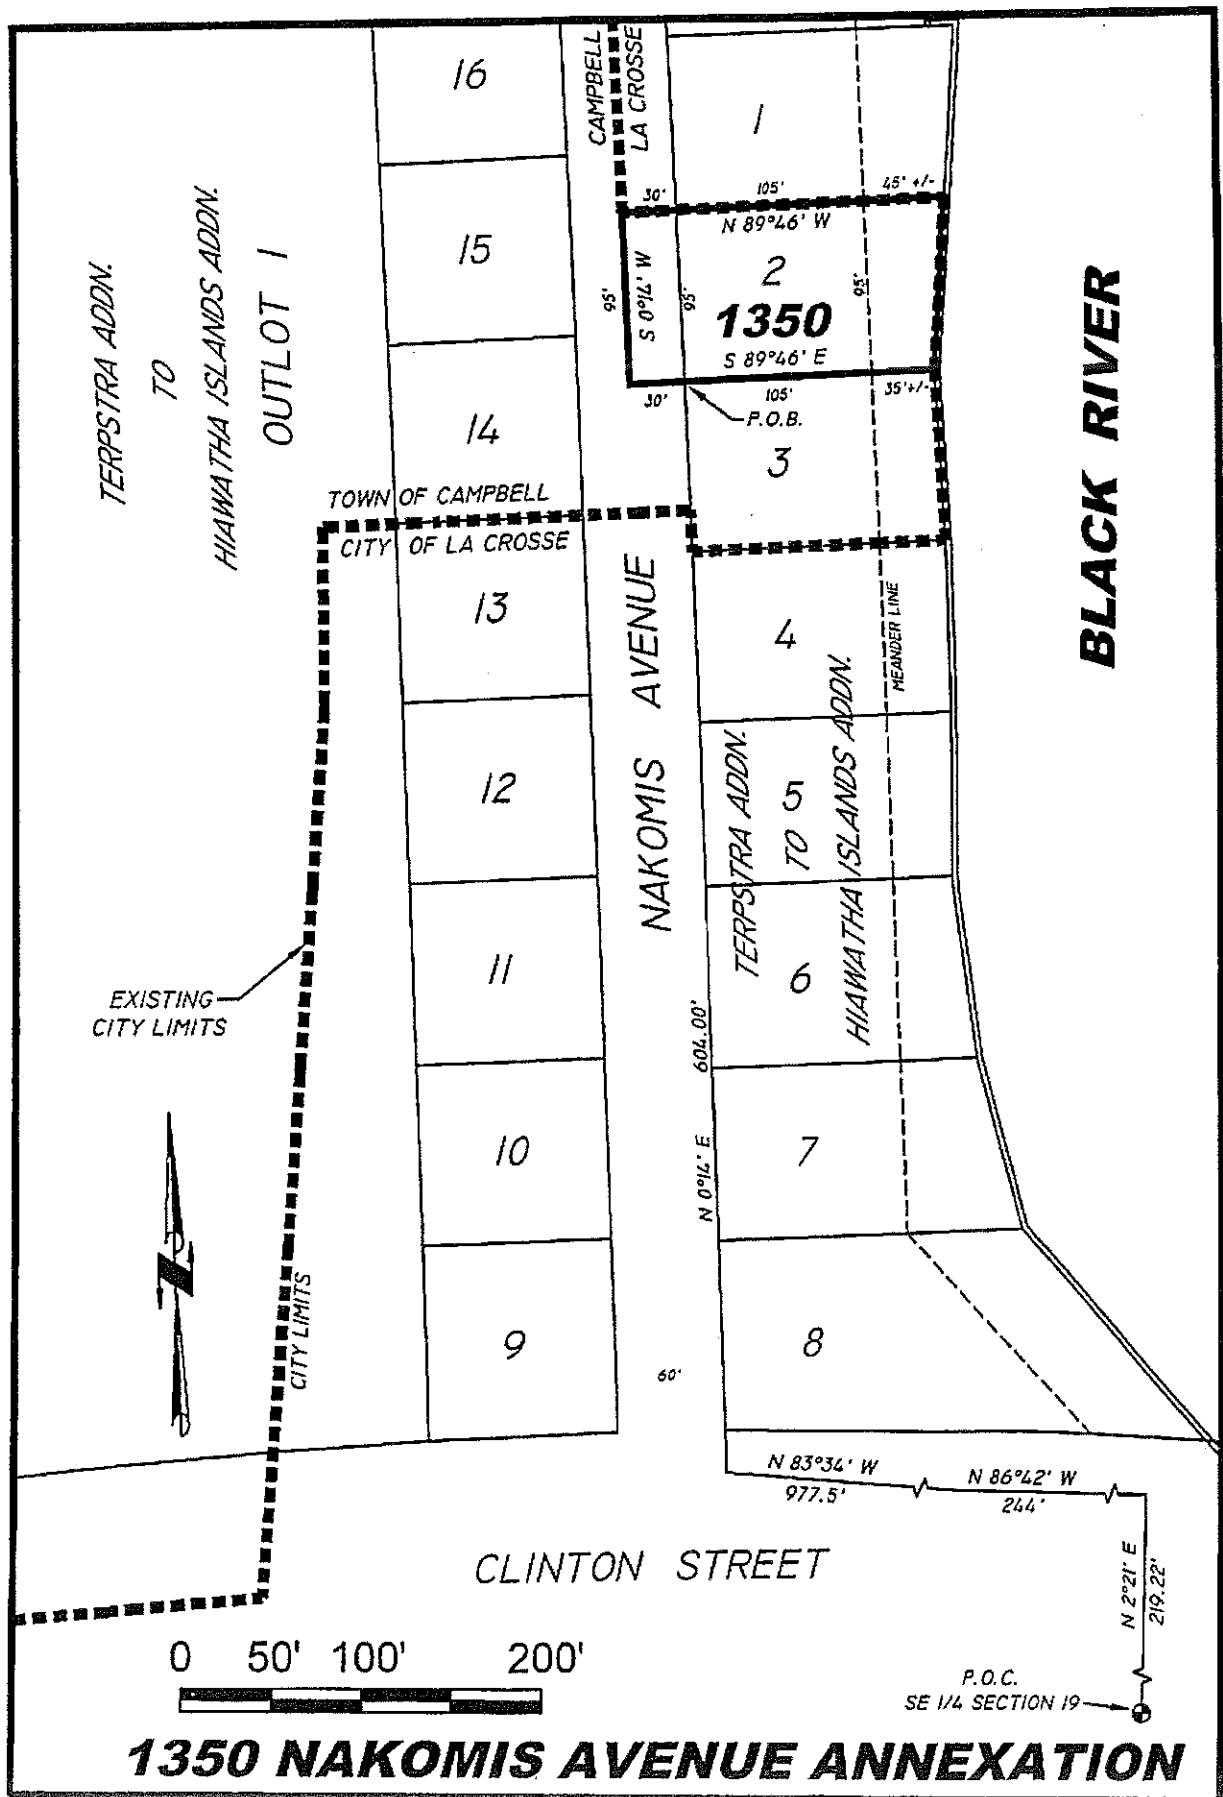 16
CAMPBELL
LA CROSSE
1
30'
105'
45' +/-
N 89°46' W
15
TERPSTRA ADDN.
TO
HIAWATHA ISLANDS ADDN.
OUTLOT 1
95'
S 0°14' W
95'
2
95'
1350
S 89°46' E
30'
105'
35'+/-
P.O.B.
BLACK RIVER
14
3
TOWN OF CAMPBELL
CITY OF LA CROSSE
13
4
MEANDER LINE
NAKOMIS AVENUE
12
TERPSTRA ADDN.
5
TO
HIAWATHA ISLANDS ADDN.
11
6
EXISTING
CITY LIMITS
604.00'
N 0°14' E
10
7
CITY LIMITS
9
8
60'
N 83°34' W
977.5'
N 86°42' W
244'
CLINTON STREET
N 2°21' E
219.22'
0 50' 100' 200'
P.O.C.
SE 1/4 SECTION 19
1350 NAKOMIS AVENUE ANNEXATION